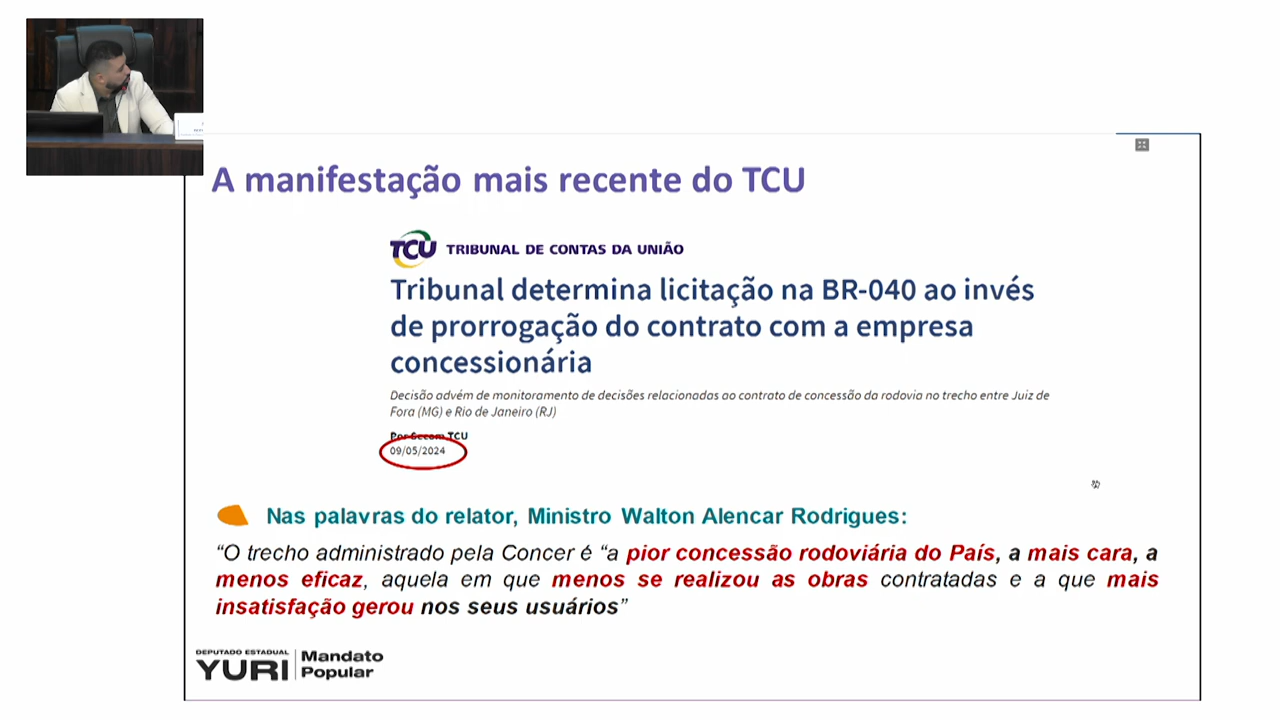 A manifestação mais recente do TCU
TCU TRIBUNAL DE CONTAS DA UNIÃO
Tribunal determina licitação na BR-040 ao invés
de prorrogação do contrato com a empresa
concessionária
Decisão advém de monitoramento de decisões relacionadas ao contrato de concessão da rodovia no trecho entre Juiz de
Fora (MG) e Rio de Janeiro (RJ)
Por Secom TCU
09/05/2024
Nas palavras do relator, Ministro Walton Alencar Rodrigues:
“O trecho administrado pela Concer é “a pior concessão rodoviária do País, a mais cara, a
menos eficaz, aquela em que menos se realizou as obras contratadas e a que mais
insatisfação gerou nos seus usuários”
DEPUTADO ESTADUAL
YURI
Mandato
Popular